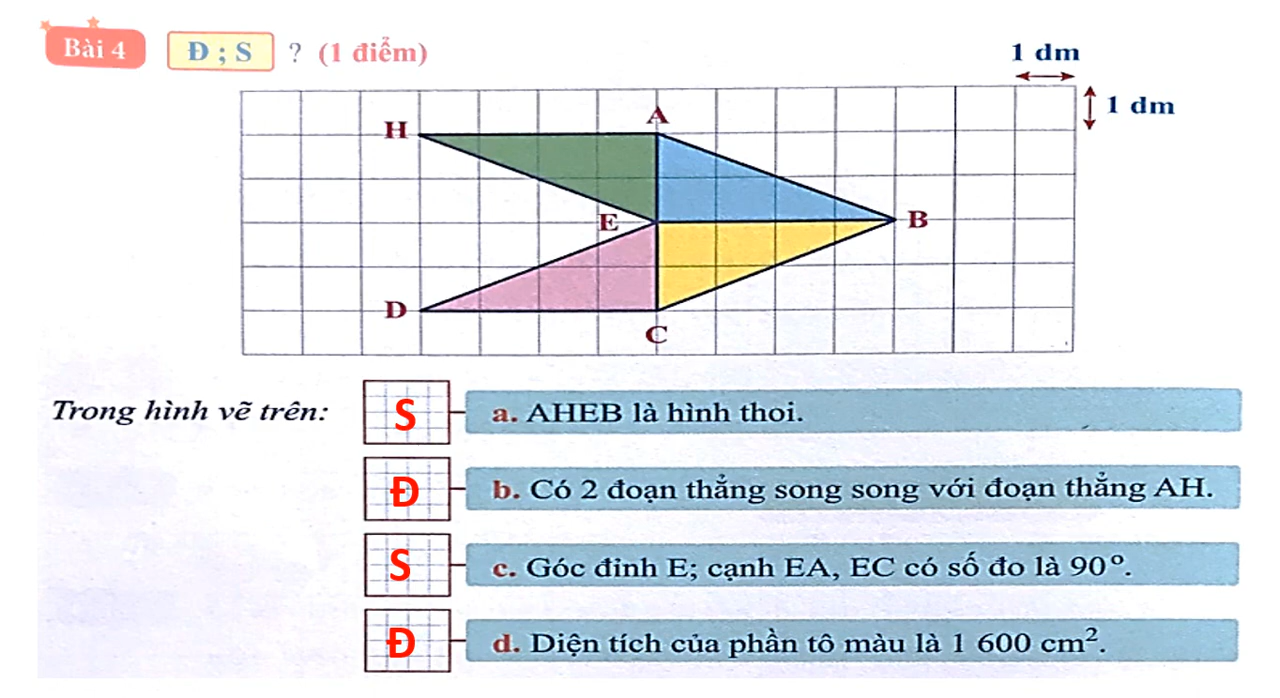 Bài 4 Đ ; S ? (1 điểm)
1 dm
1 dm
H
A
E
B
D
C
Trong hình vẽ trên:
S a. AHEB là hình thoi.
Đ b. Có 2 đoạn thẳng song song với đoạn thẳng AH.
S c. Góc đỉnh E; cạnh EA, EC có số đo là 90°.
Đ d. Diện tích của phần tô màu là 1 600 cm².